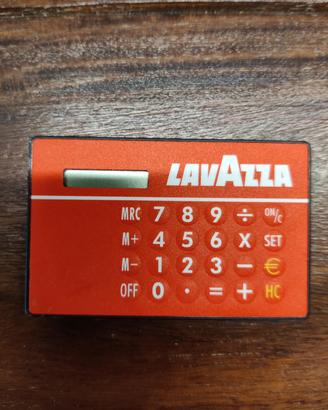 LAVAZZA
MRC 7 8 9 ÷ ON/C
M+ 4 5 6 X SET
M− 1 2 3 − €
OFF 0 · = + HC